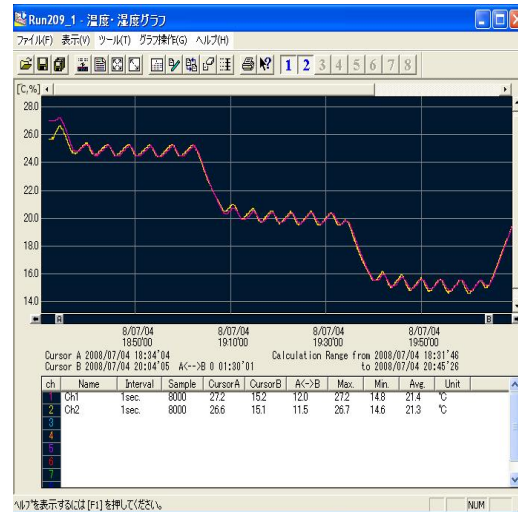 Run209_1 - 温度・湿度グラフ
ファイル(F) 表示(V) ツール(T) グラフ操作(G) ヘルプ(H)
1 2 3 4 5 6 7 8
[℃,%]
28.0
26.0
24.0
22.0
20.0
18.0
16.0
14.0
A B
8/07/04 8/07/04 8/07/04 8/07/04
18:50'00 19:10'00 19:30'00 19:50'00
Cursor A 2008/07/04 18:34'04 Calculation Range from 2008/07/04 18:31'46
Cursor B 2008/07/04 20:04'05 A<-->B 0 01:30'01 to 2008/07/04 20:45'26
ch Name Interval Sample CursorA CursorB A<->B Max. Min. Ave. Unit
1 Ch1 1sec. 8000 27.2 15.2 12.0 27.2 14.8 21.4 ℃
2 Ch2 1sec. 8000 26.6 15.1 11.5 26.7 14.6 21.3 ℃
3
4
5
6
7
ヘルプを表示するには [F1] を押してください。 NUM